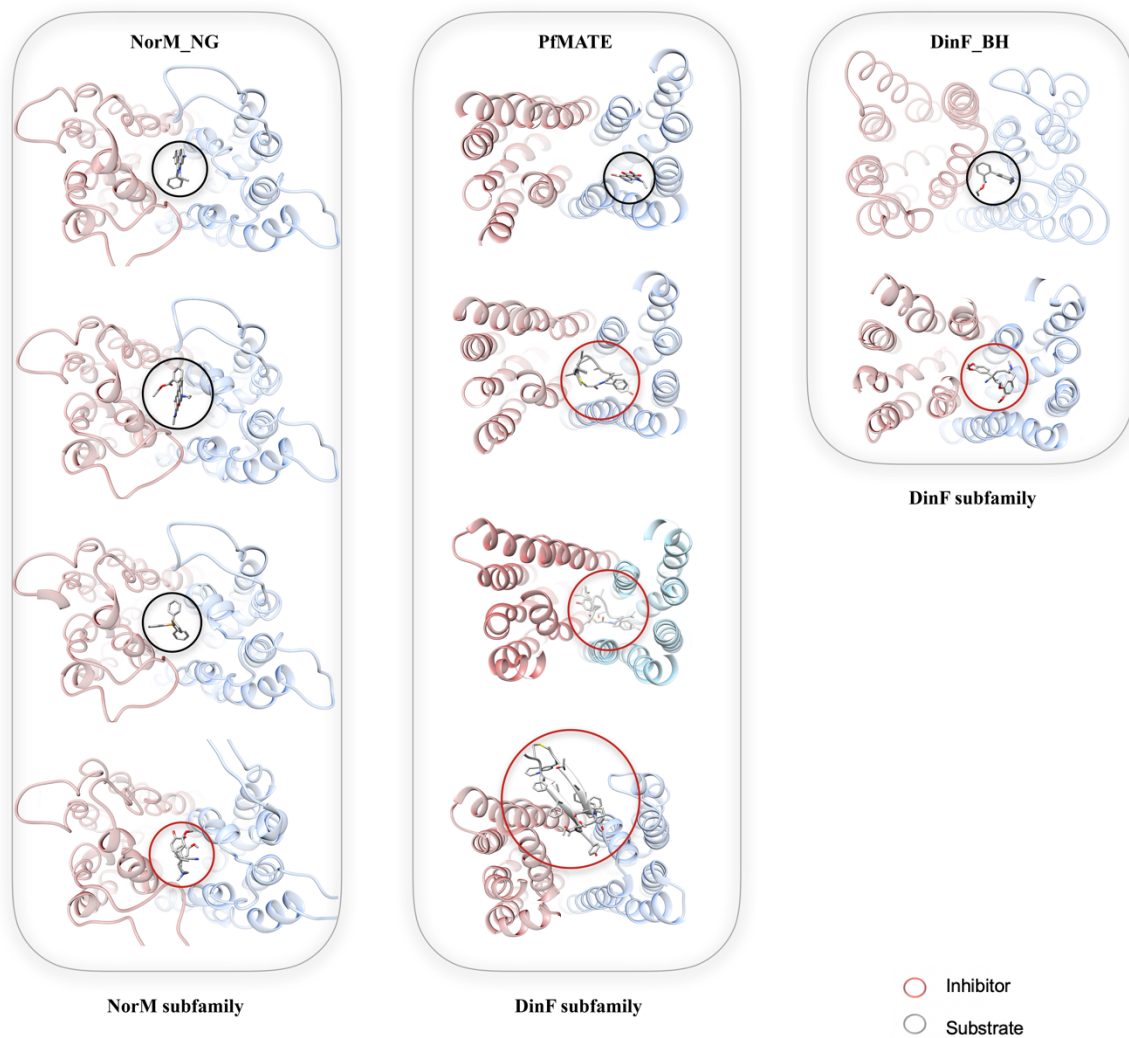 NorM_NG
PfMATE
DinF_BH
DinF subfamily
NorM subfamily
DinF subfamily
Inhibitor
Substrate